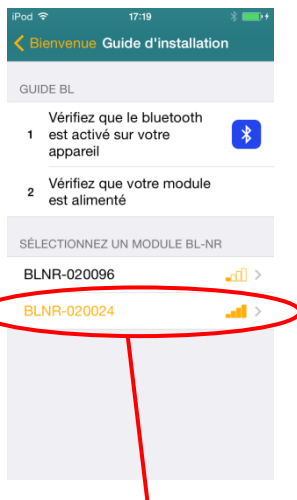 iPod 17:19
Bienvenue Guide d'installation
GUIDE BL
1 Vérifiez que le bluetooth
est activé sur votre
appareil
2 Vérifiez que votre module
est alimenté
SÉLECTIONNEZ UN MODULE BL-NR
BLNR-020096
BLNR-020024